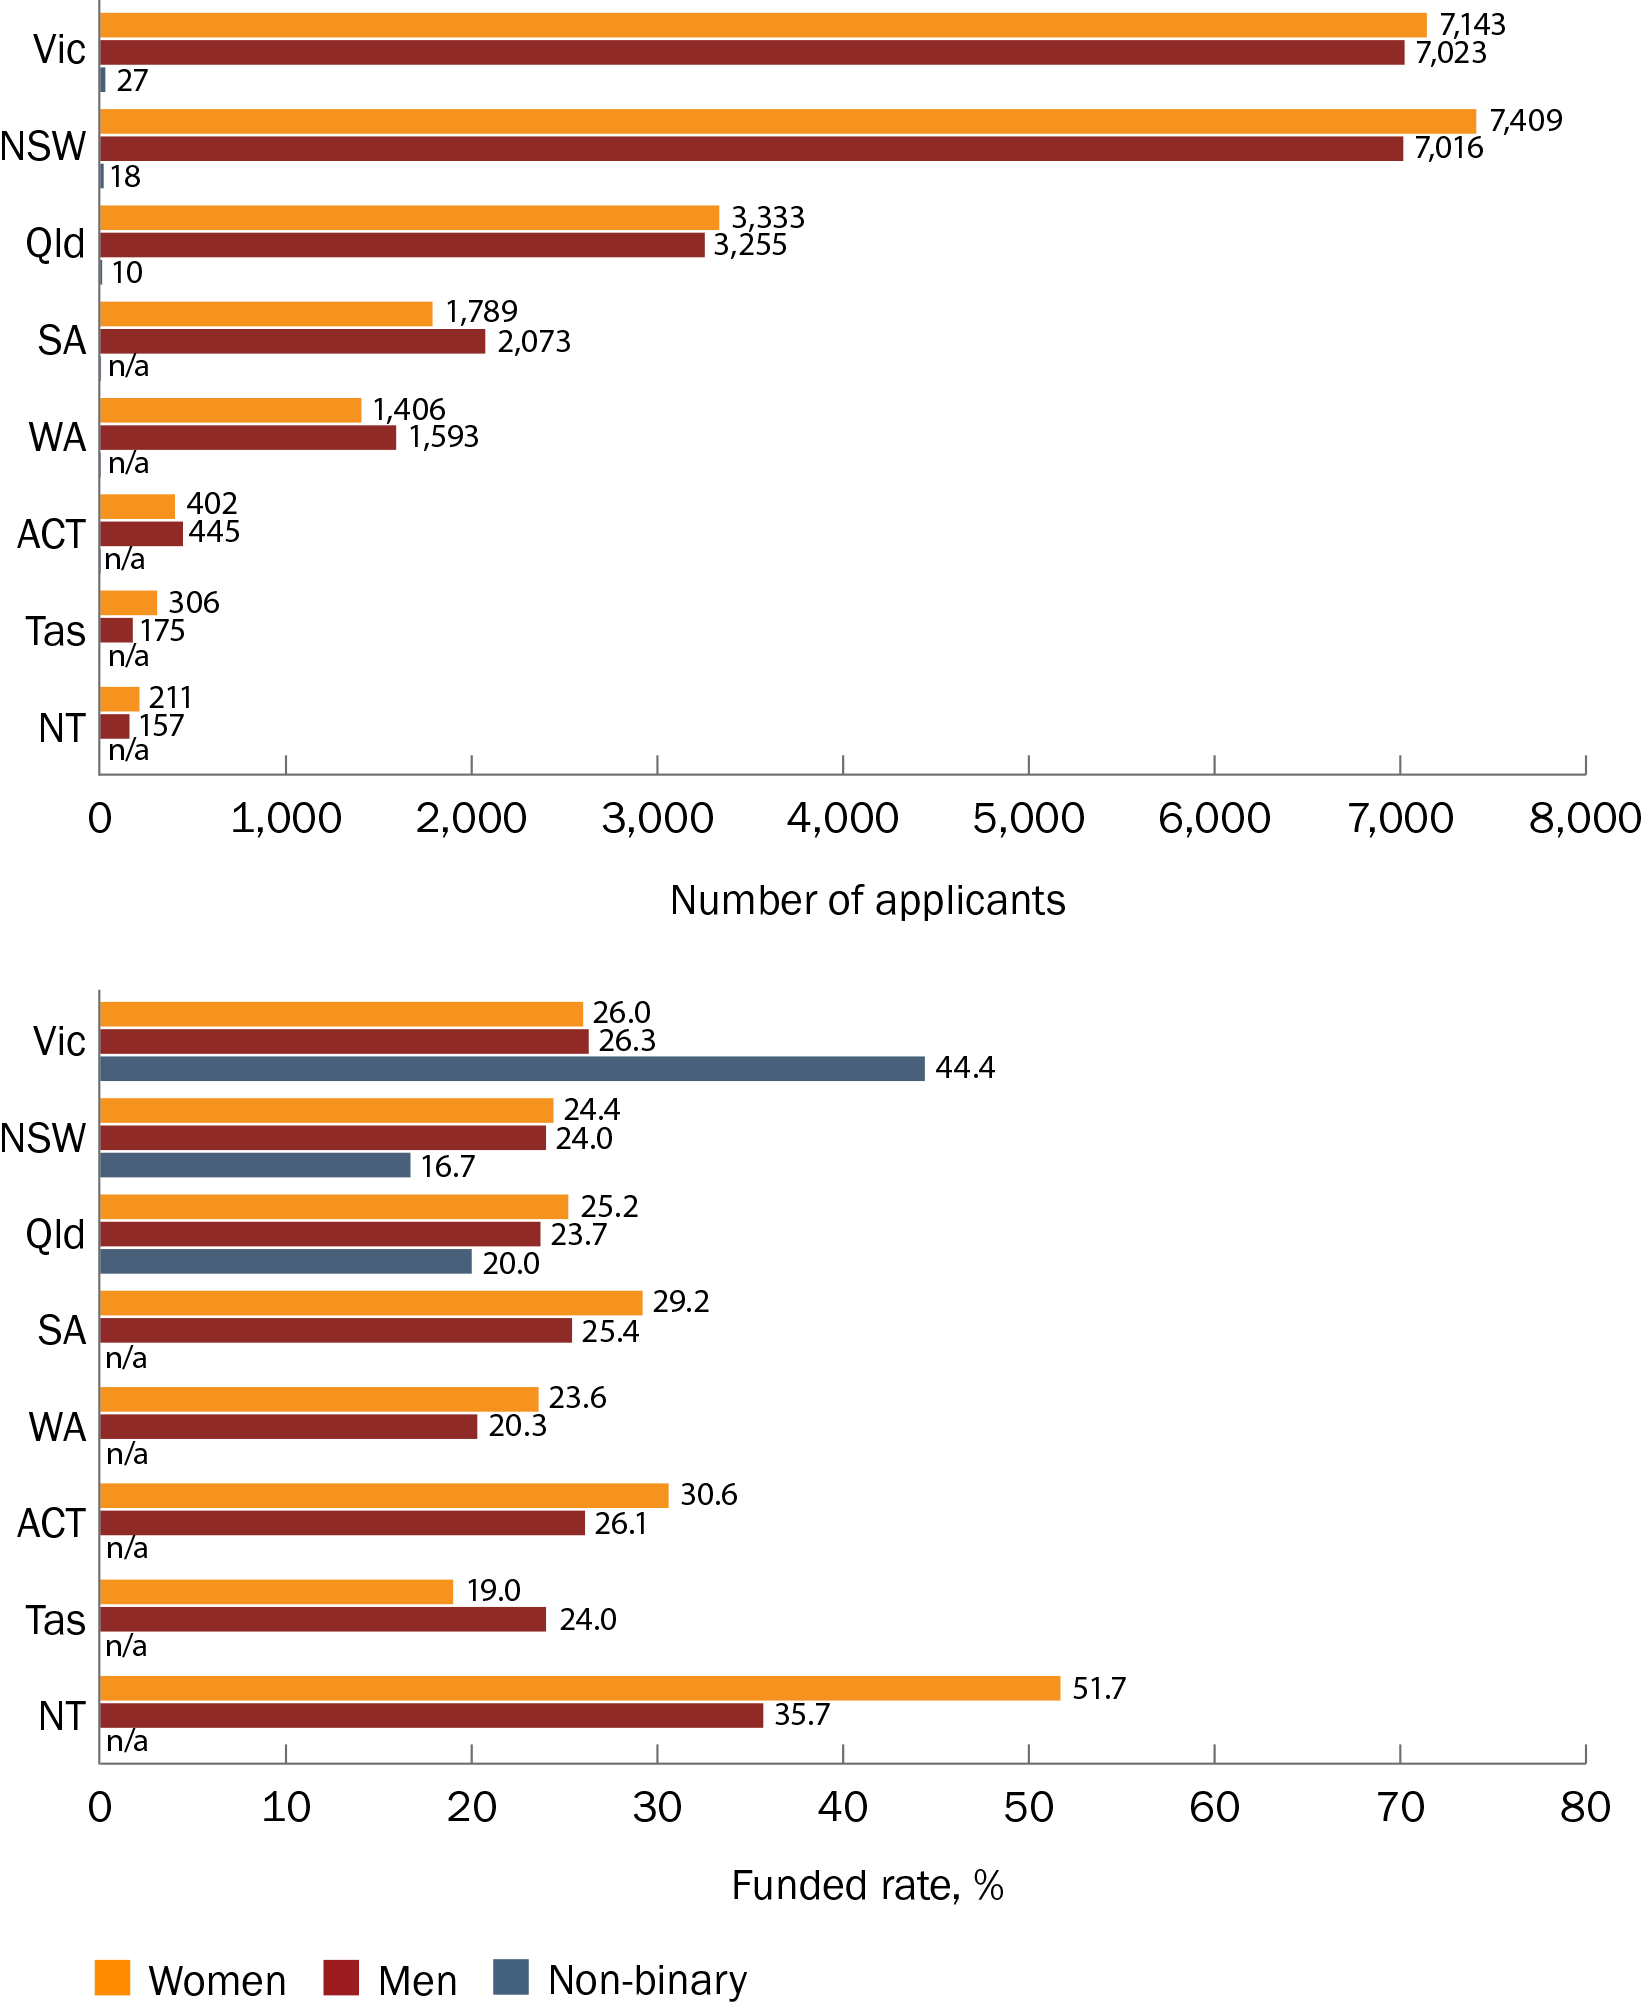 Vic
7,143
7,023
27
NSW
7,409
7,016
18
Qld
3,333
3,255
10
SA
1,789
2,073
n/a
WA
1,406
1,593
n/a
ACT
402
445
n/a
Tas
306
175
n/a
NT
211
157
n/a
0 1,000 2,000 3,000 4,000 5,000 6,000 7,000 8,000
Number of applicants
Vic
26.0
26.3
44.4
NSW
24.4
24.0
16.7
Qld
25.2
23.7
20.0
SA
29.2
25.4
n/a
WA
23.6
20.3
n/a
ACT
30.6
26.1
n/a
Tas
19.0
24.0
n/a
NT
51.7
35.7
n/a
0 10 20 30 40 50 60 70 80
Funded rate, %
Women Men Non-binary